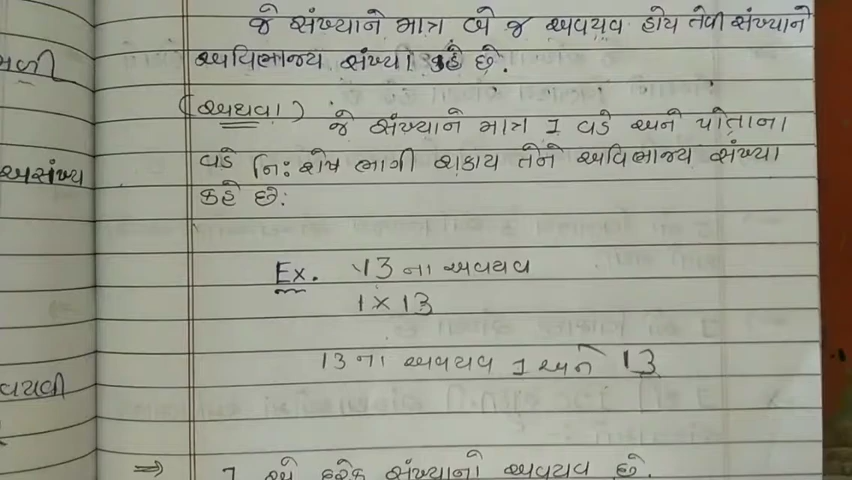 જે સંખ્યાને માત્ર બે જ અવયવ હોય તેવી સંખ્યાને
અવિભાજ્ય સંખ્યા કહે છે.
(અથવા) જે સંખ્યાને માત્ર 1 વડે અને પોતાના
વડે નિઃશેષ ભાગી શકાય તેને અવિભાજ્ય સંખ્યા
કહે છે.
Ex. 13 ના અવયવ
1 × 13
13 ના અવયવ 1 અને 13
⇒ 1 એ દરેક સંખ્યાનો અવયવ છે.